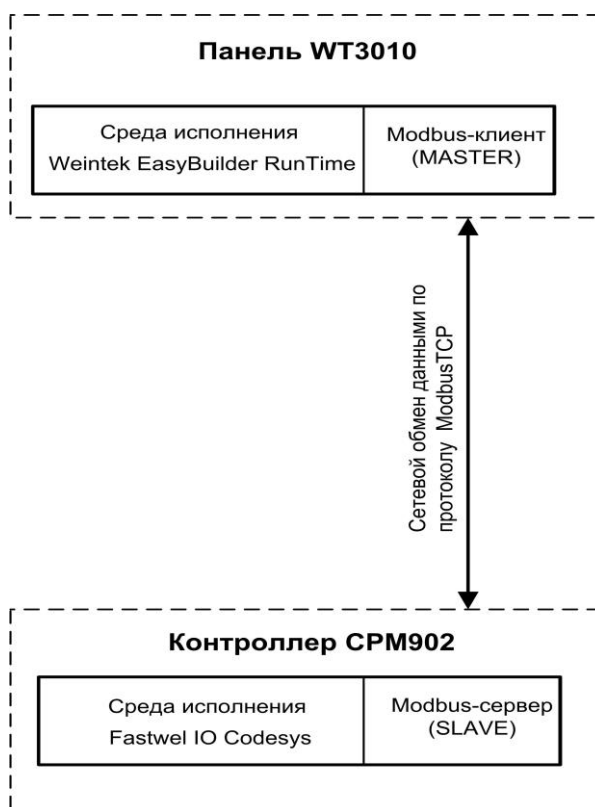 Панель WT3010
Среда исполнения
Weintek EasyBuilder RunTime
Modbus-клиент
(MASTER)
Сетевой обмен данными по
протоколу ModbusTCP
Контроллер CPM902
Среда исполнения
Fastwel IO Codesys
Modbus-сервер
(SLAVE)